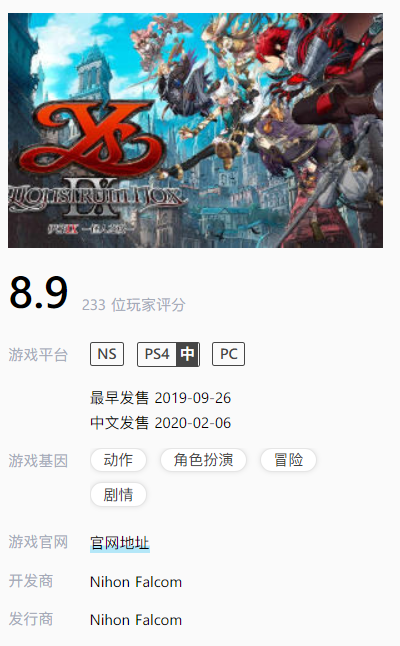 Ys
MONSTRUM NOX
IX
8.9 233 位玩家评分
游戏平台 NS PS4 中 PC
最早发售 2019-09-26
中文发售 2020-02-06
游戏基因 动作 角色扮演 冒险
剧情
游戏官网 官网地址
开发商 Nihon Falcom
发行商 Nihon Falcom